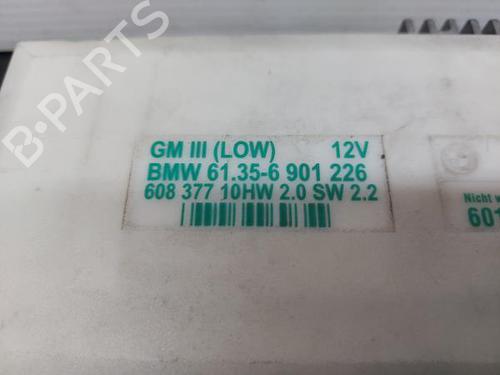 GM III (LOW) 12V
BMW 61.35-6 901 226
608 377 10HW 2.0 SW 2.2
Nicht
601
B-PARTS